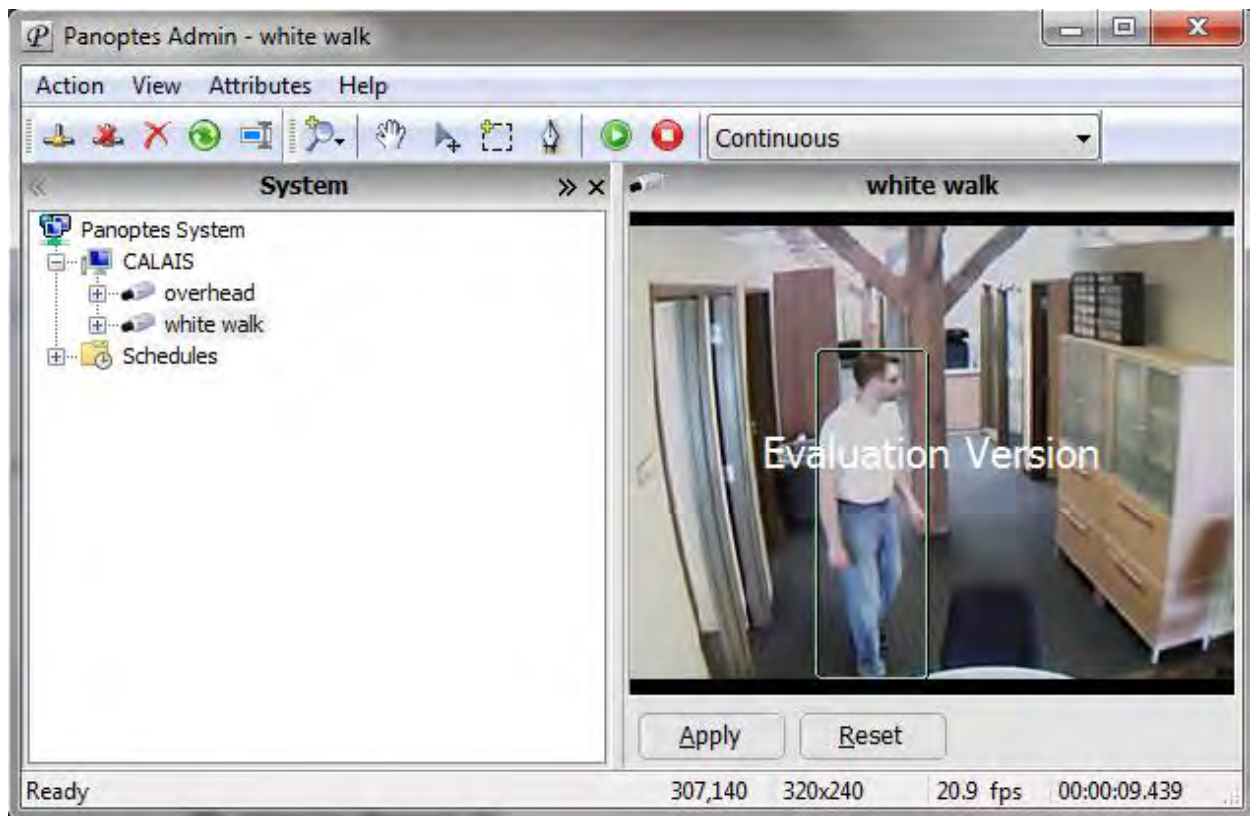 Panoptes Admin - white walk
Action View Attributes Help
Continuous
System
white walk
Panoptes System
CALAIS
overhead
white walk
Schedules
Evaluation Version
Apply Reset
Ready 307,140 320x240 20.9 fps 00:00:09.439